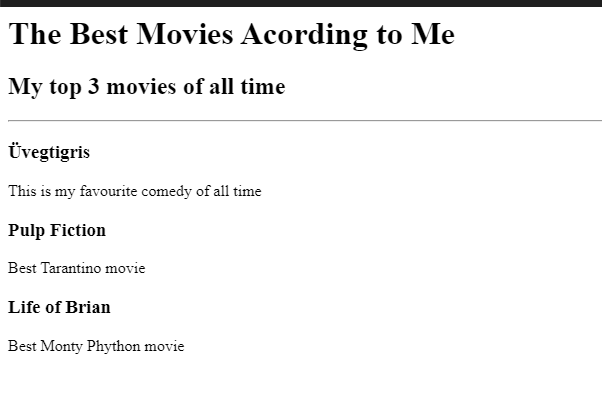 The Best Movies Acording to Me
My top 3 movies of all time
Üvegtigris
This is my favourite comedy of all time
Pulp Fiction
Best Tarantino movie
Life of Brian
Best Monty Phython movie